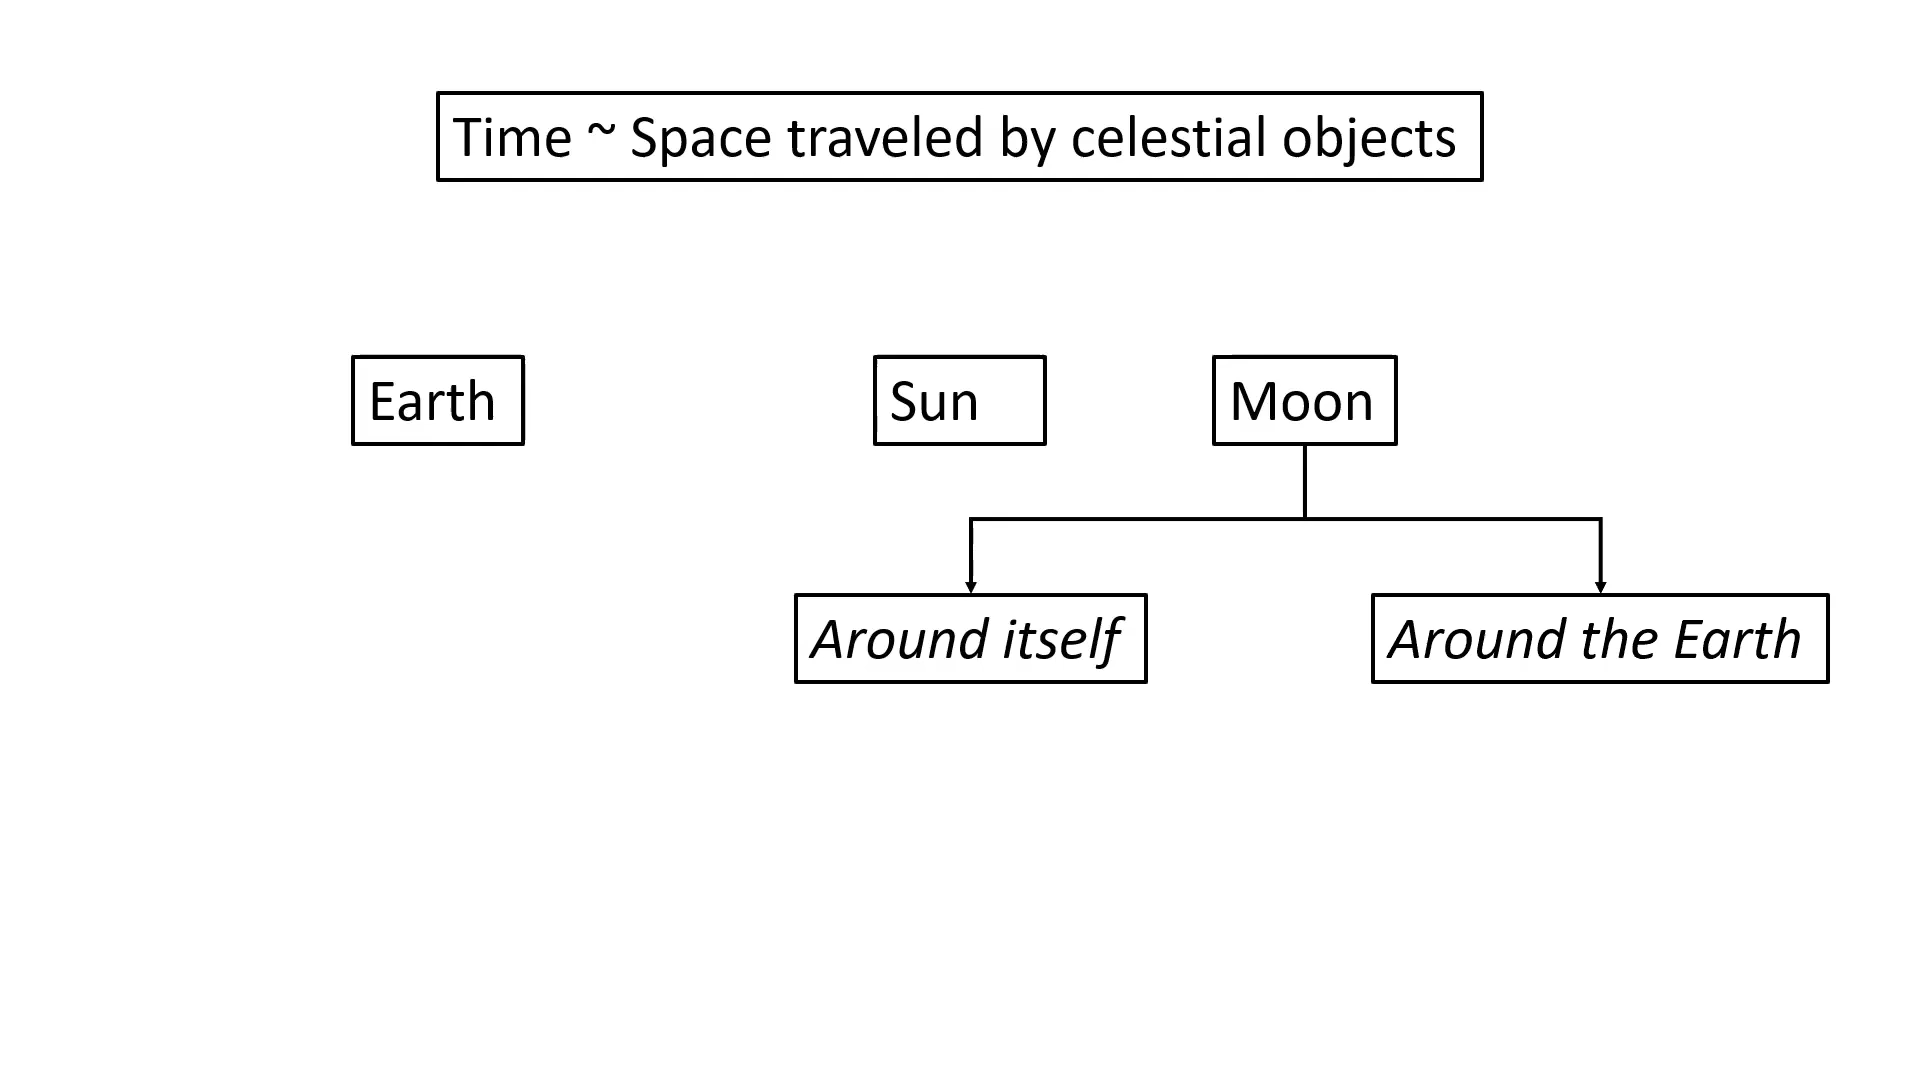 Time ~ Space traveled by celestial objects
Earth
Sun
Moon
Around itself
Around the Earth